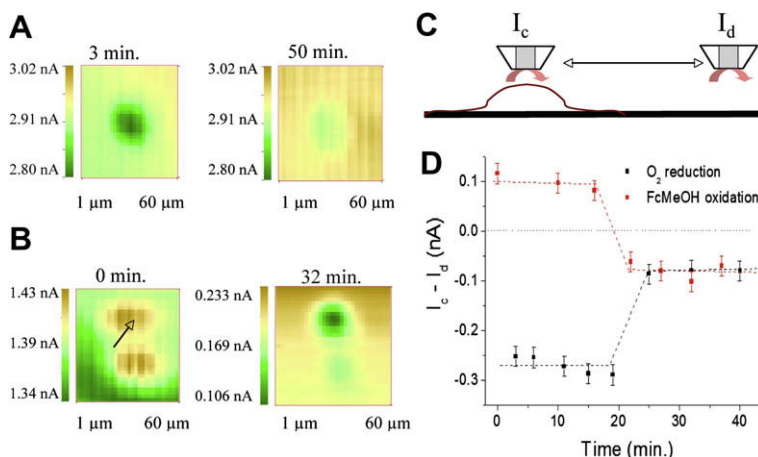 A
3 min.
50 min.
3.02 nA
2.91 nA
2.80 nA
3.02 nA
2.91 nA
2.80 nA
1 µm 60 µm
1 µm 60 µm
B
0 min.
32 min.
1.43 nA
1.39 nA
1.34 nA
0.233 nA
0.169 nA
0.106 nA
1 µm 60 µm
1 µm 60 µm
C
Ic
Id
D
O2 reduction
FcMeOH oxidation
Ic – Id (nA)
0.1
0.0
-0.1
-0.2
-0.3
0 10 20 30 40
Time (min.)